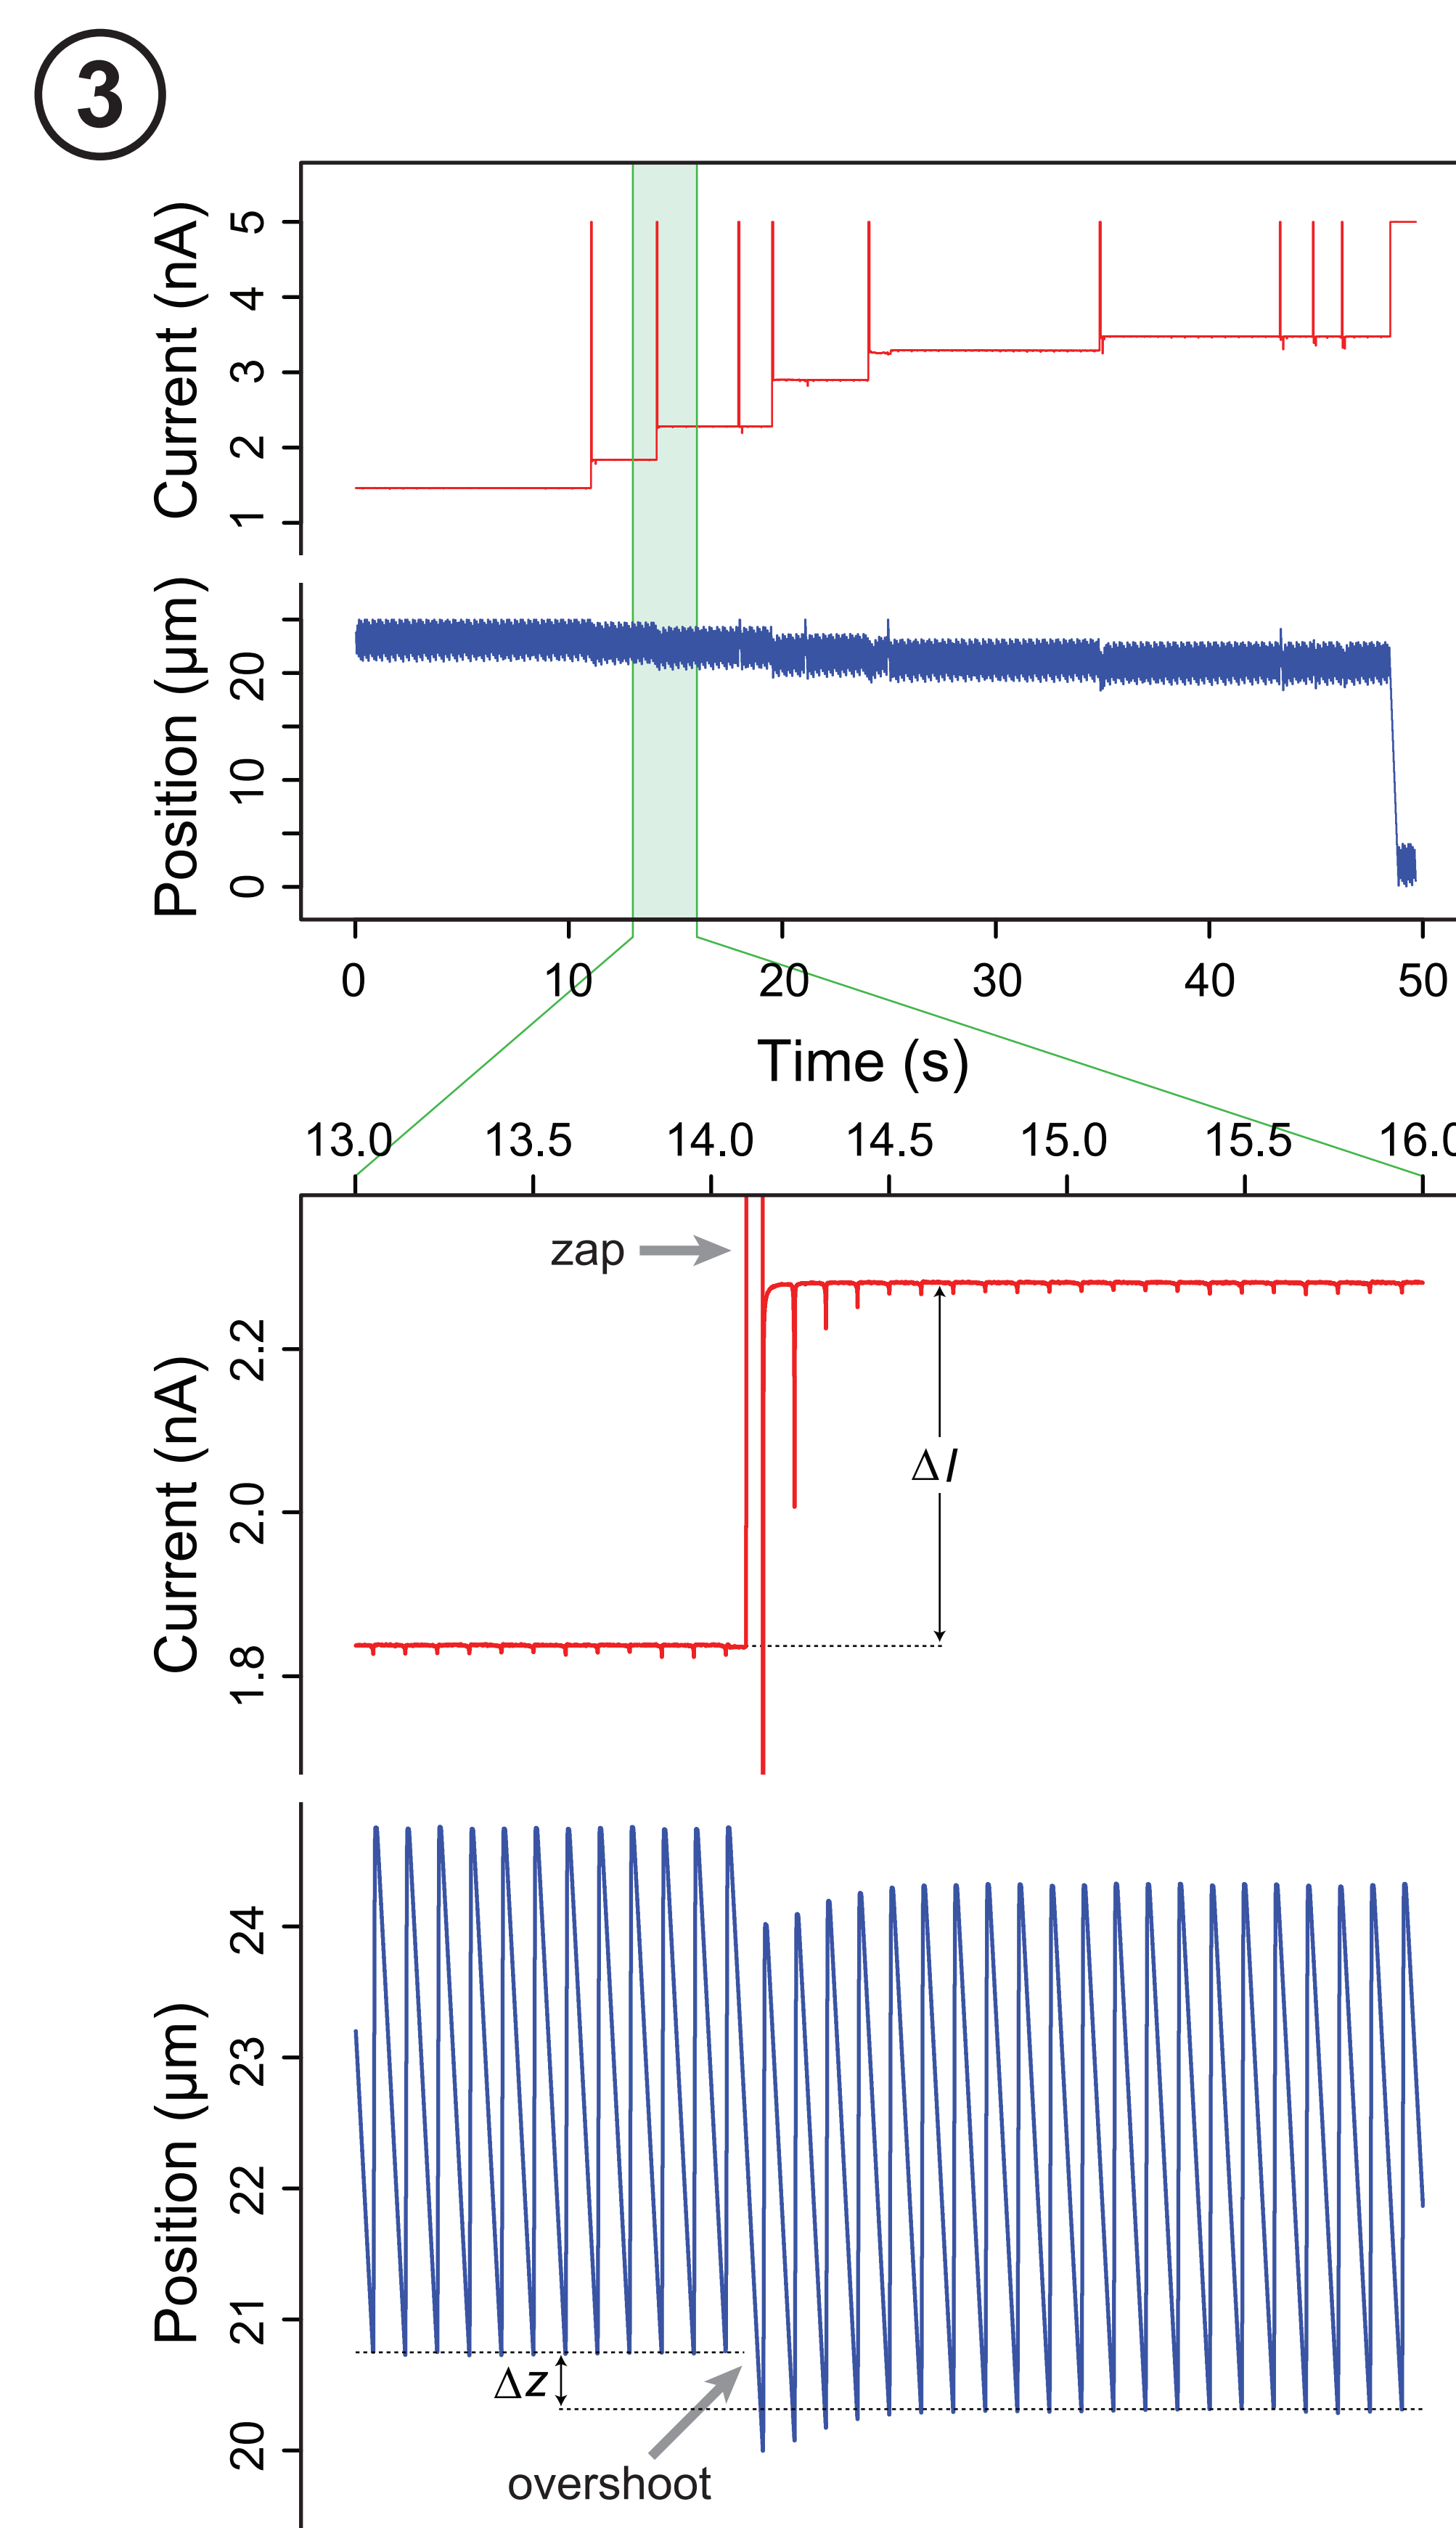 3
Current (nA)
5
4
3
2
1
Position (µm)
20
10
0
0 10 20 30 40 50
Time (s)
13.0 13.5 14.0 14.5 15.0 15.5 16.0
zap
Current (nA)
2.2
2.0
1.8
ΔI
Position (µm)
24
23
22
21
20
Δz
overshoot